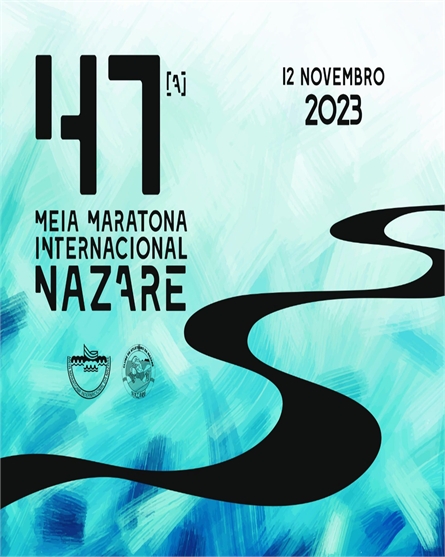 47
[A]
12 NOVEMBRO
2023
MEIA MARATONA
INTERNACIONAL
NAZARE